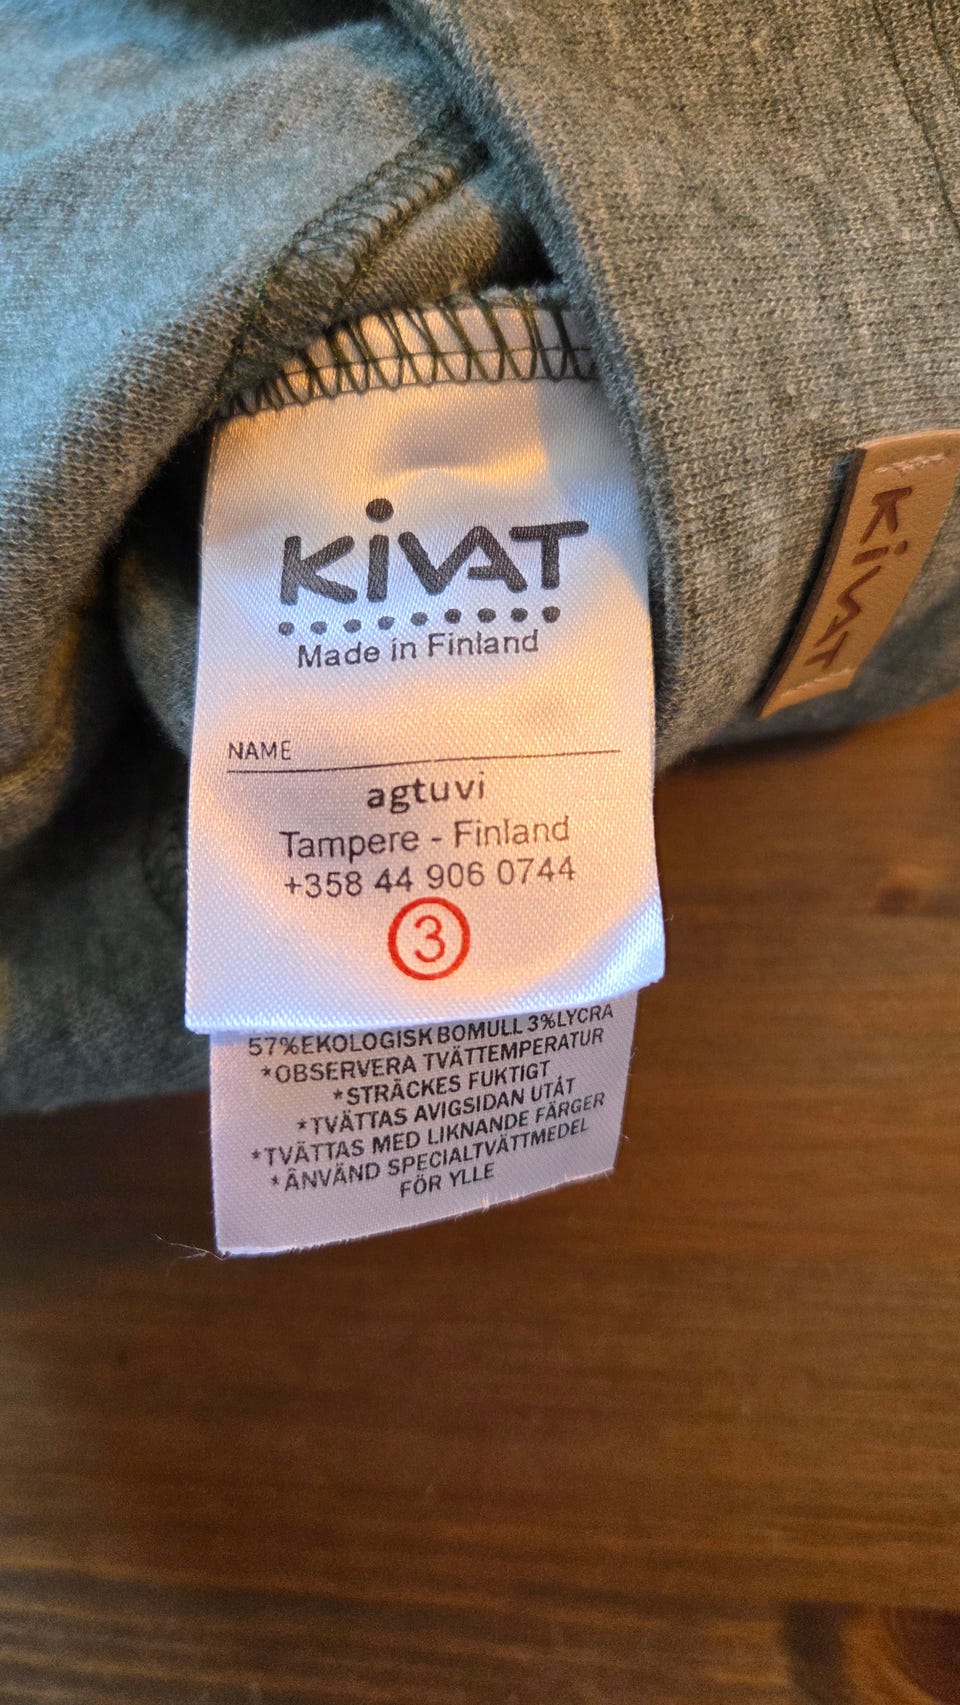 KiVAT
Made in Finland
NAME
agtuvi
Tampere - Finland
+358 44 906 0744
3
57%EKOLOGISK BOMULL 3%LYCRA
*OBSERVERA TVÄTTEMPERATUR
*STRÄCKES FUKTIGT
*TVÄTTAS AVIGSIDAN UTÅT
*TVÄTTAS MED LIKNANDE FÄRGER
*ÄNVÄND SPECIALTVÄTTMEDEL
FÖR YLLE
KiVAT